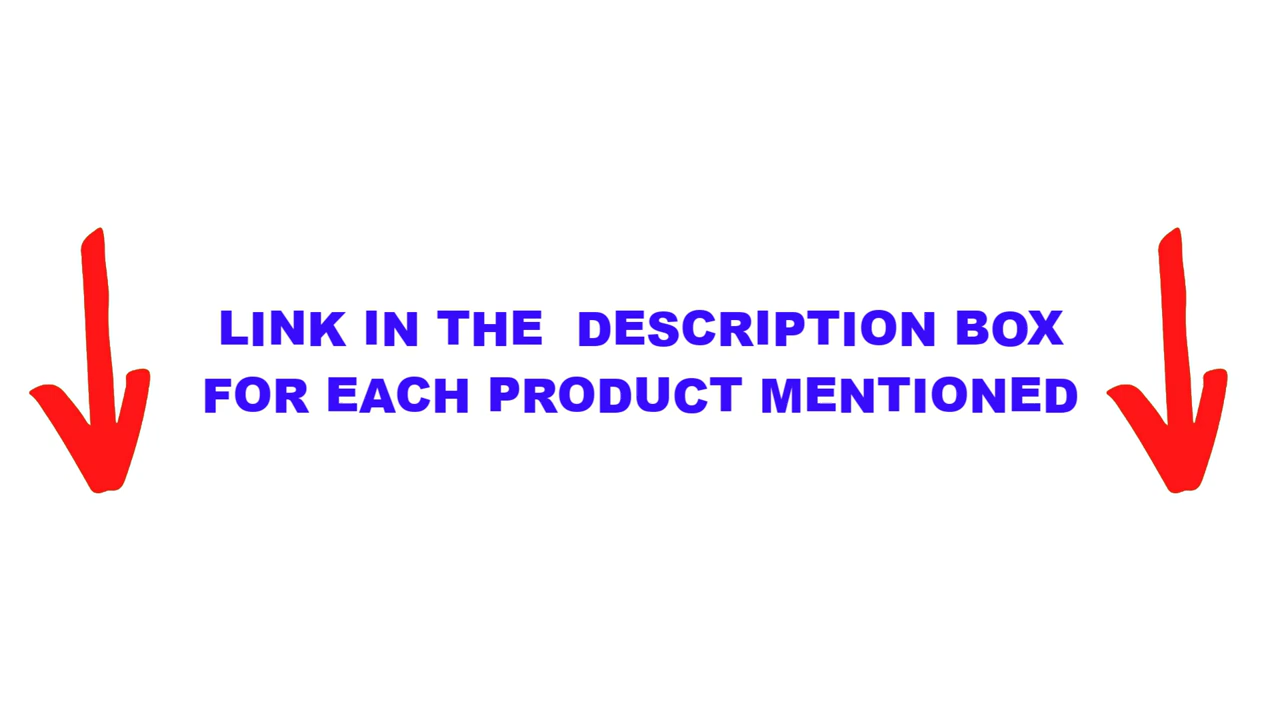 LINK IN THE  DESCRIPTION BOX
FOR EACH PRODUCT MENTIONED